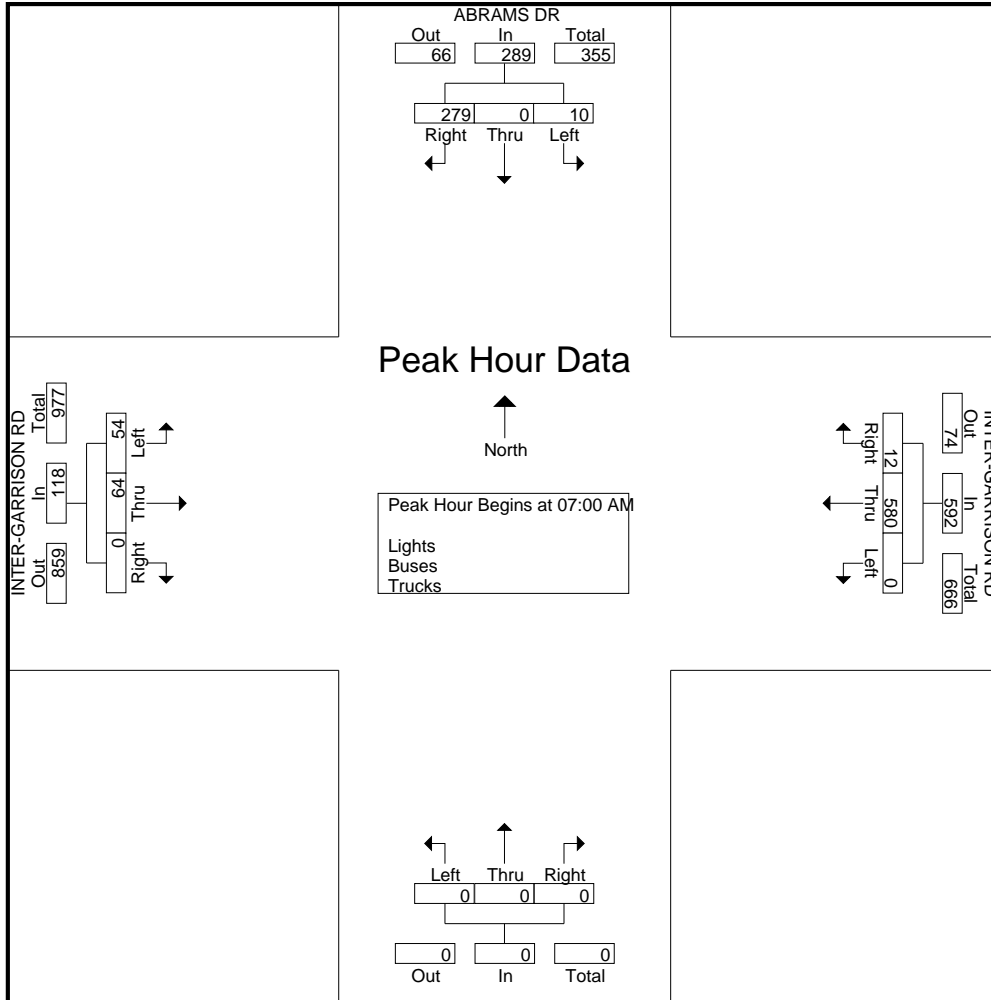 ABRAMS DR
Out In Total
66 289 355
279 0 10
Right Thru Left
Peak Hour Data
North
Peak Hour Begins at 07:00 AM
Lights
Buses
Trucks
INTER-GARRISON RD
Out In Total
859 118 977
Right Thru Left
0 64 54
INTER-GARRISON RD
Out In Total
74 592 666
12 580 0
Right Thru Left
Left Thru Right
0 0 0
0 0 0
Out In Total